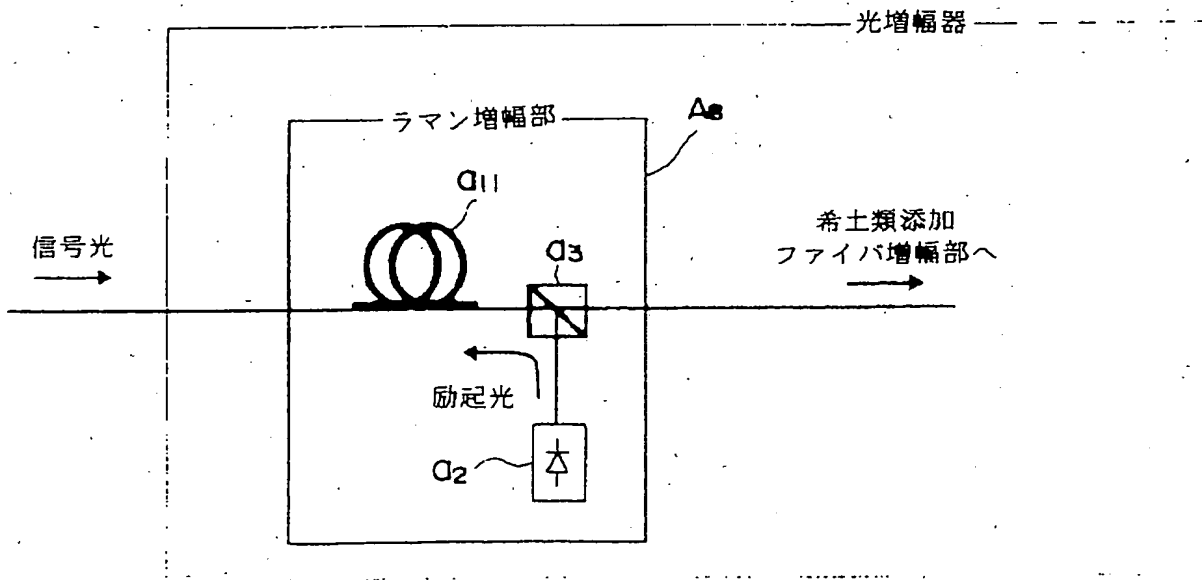 光増幅器
ラマン増幅部
A8
a11
信号光
希土類添加
ファイバ増幅部へ
a3
励起光
a2